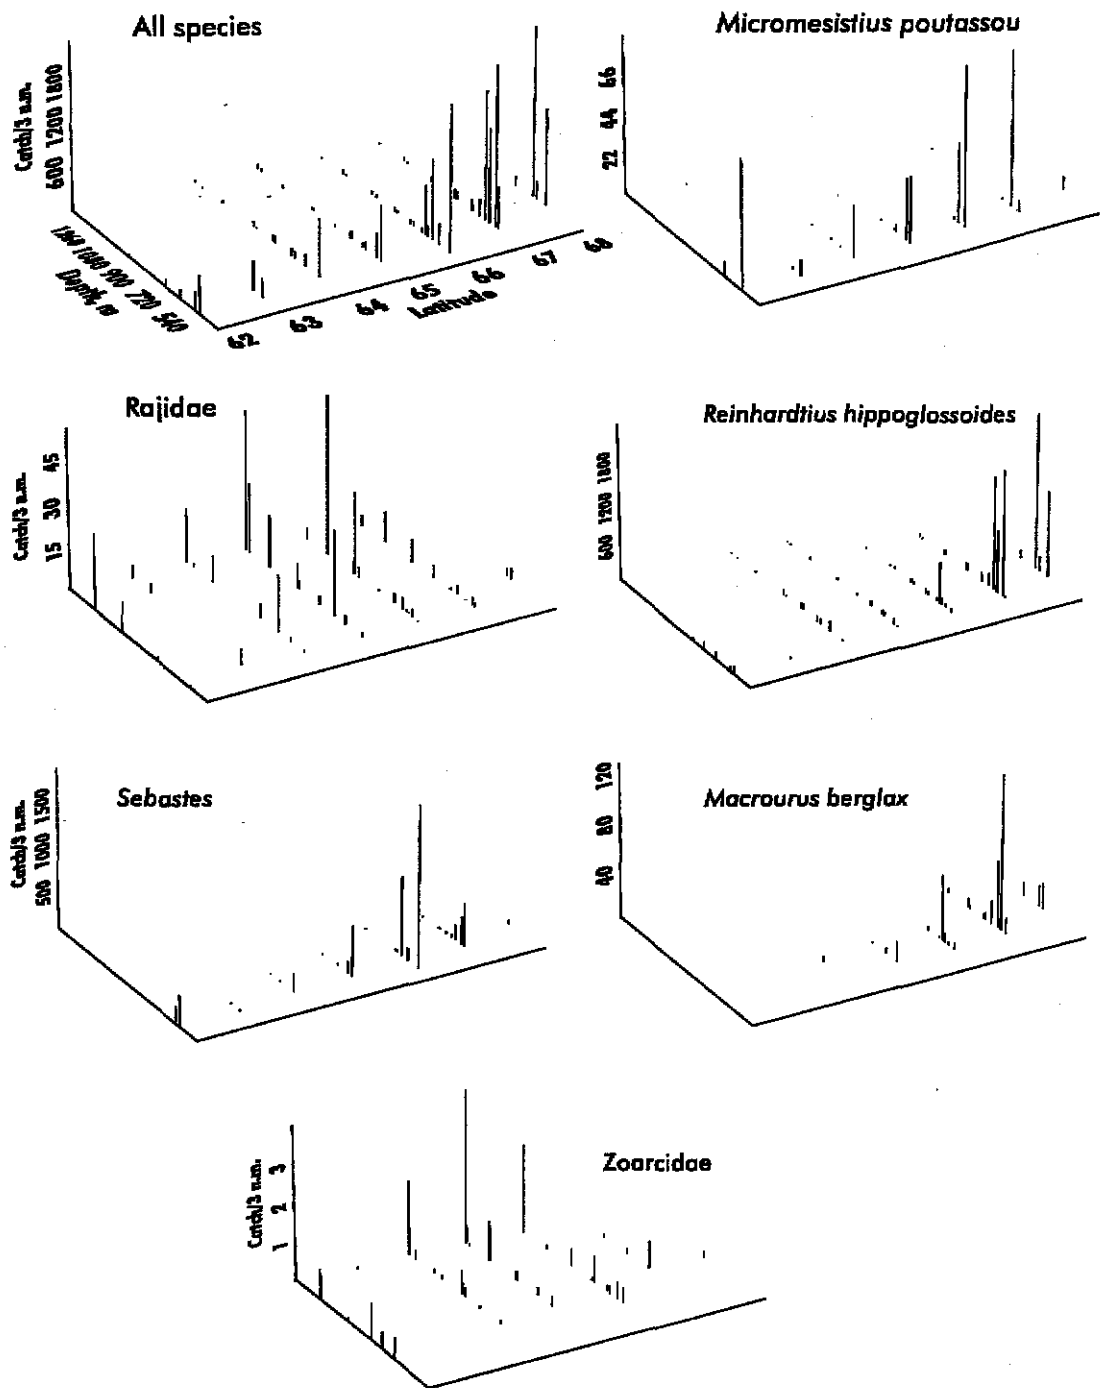 All species
Micromesistius poutassou
Catch/3 n.m.
600 1200 1800
22 44 66
1260 1080 900 720 540
Depth, m
62 63 64 65 66 67 68
Latitude
Rajidae
Reinhardtius hippoglossoides
Catch/3 n.m.
15 30 45
600 1200 1800
Sebastes
Macrourus berglax
Catch/3 n.m.
500 1000 1500
40 80 120
Zoarcidae
Catch/3 n.m.
1 2 3